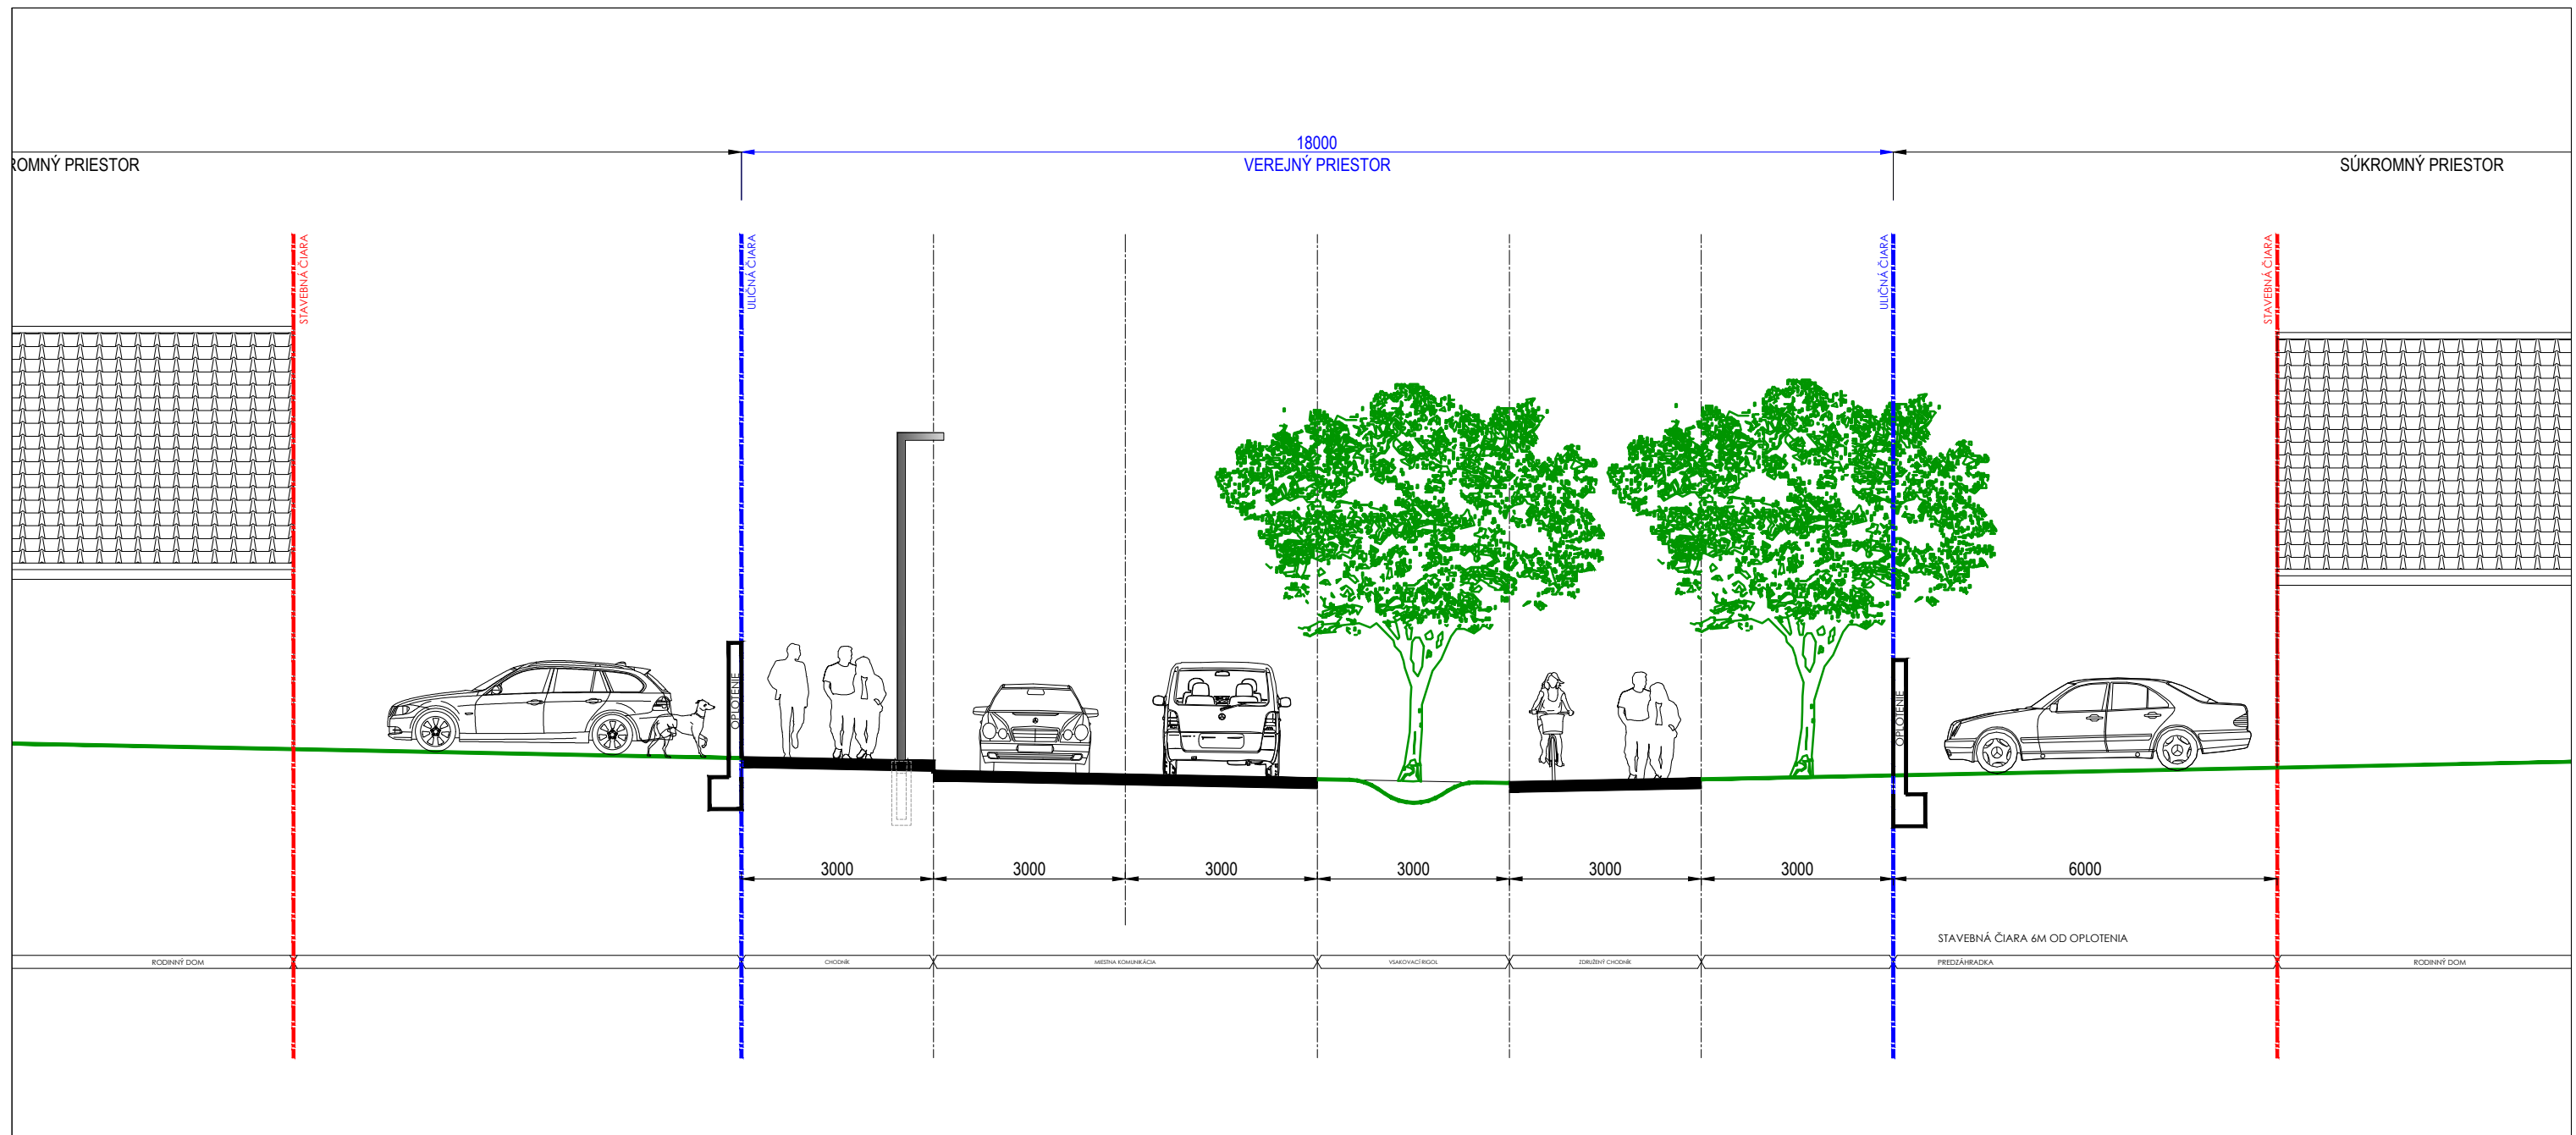 18000
ROMNÝ PRIESTOR
VEREJNÝ PRIESTOR
SÚKROMNÝ PRIESTOR
STAVEBNÁ ČIARA
ULIČNÁ ČIARA
ULIČNÁ ČIARA
STAVEBNÁ ČIARA
OPLOTENIE
OPLOTENIE
3000
3000
3000
3000
3000
3000
6000
STAVEBNÁ ČIARA 6M OD OPLOTENIA
RODINNÝ DOM
CHODNÍK
MIESTNA KOMUNIKÁCIA
VSAKOVACÍ RIGOL
ZDRUŽENÝ CHODNÍK
PREDZÁHRADKA
RODINNÝ DOM